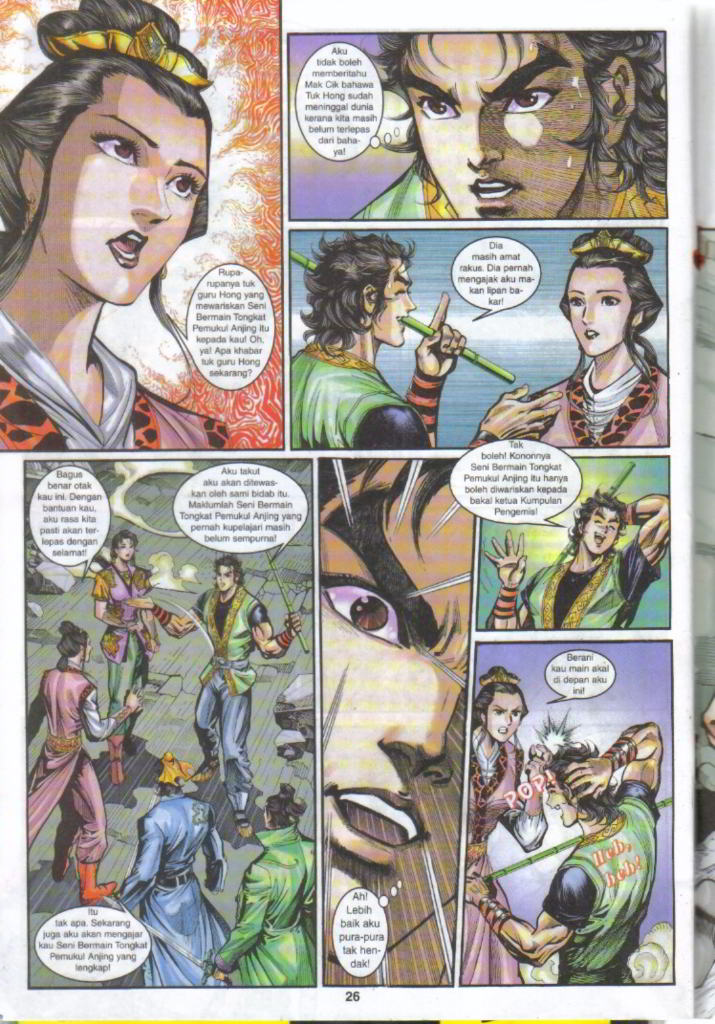 Rupa-
rupanya tuk
guru Hong yang
mewariskan Seni
Bermain Tongkat
Pemukul Anjing itu
kepada kau! Oh,
ya! Apa khabar
tuk guru Hong
sekarang?
Aku
tidak boleh
memberitahu
Mak Cik bahawa
Tuk Hong sudah
meninggal dunia
kerana kita masih
belum terlepas
dari baha-
ya!
Dia
masih amat
rakus. Dia pernah
mengajak aku ma-
kan lipan ba-
kar!
Bagus
benar otak
kau ini. Dengan
bantuan kau,
aku rasa kita
pasti akan ter-
lepas dengan
selamat!
Aku takut
aku akan ditewas-
kan oleh sami bidab itu.
Maklumlah Seni Bermain
Tongkat Pemukul Anjing yang
pernah kupelajari masih
belum sempurna!
Itu
tak apa. Sekarang
juga aku akan mengajar
kau Seni Bermain Tongkat
Pemukul Anjing yang
lengkap!
Ah!
Lebih
baik aku
pura-pura
tak hen-
dak!
Tak
boleh! Kononnya
Seni Bermain Tongkat
Pemukul Anjing itu hanya
boleh diwariskan kepada
bakal ketua Kumpulan
Pengemis!
Berani
kau main akal
di depan aku
ini!
POP!
Heh,
heh!
26